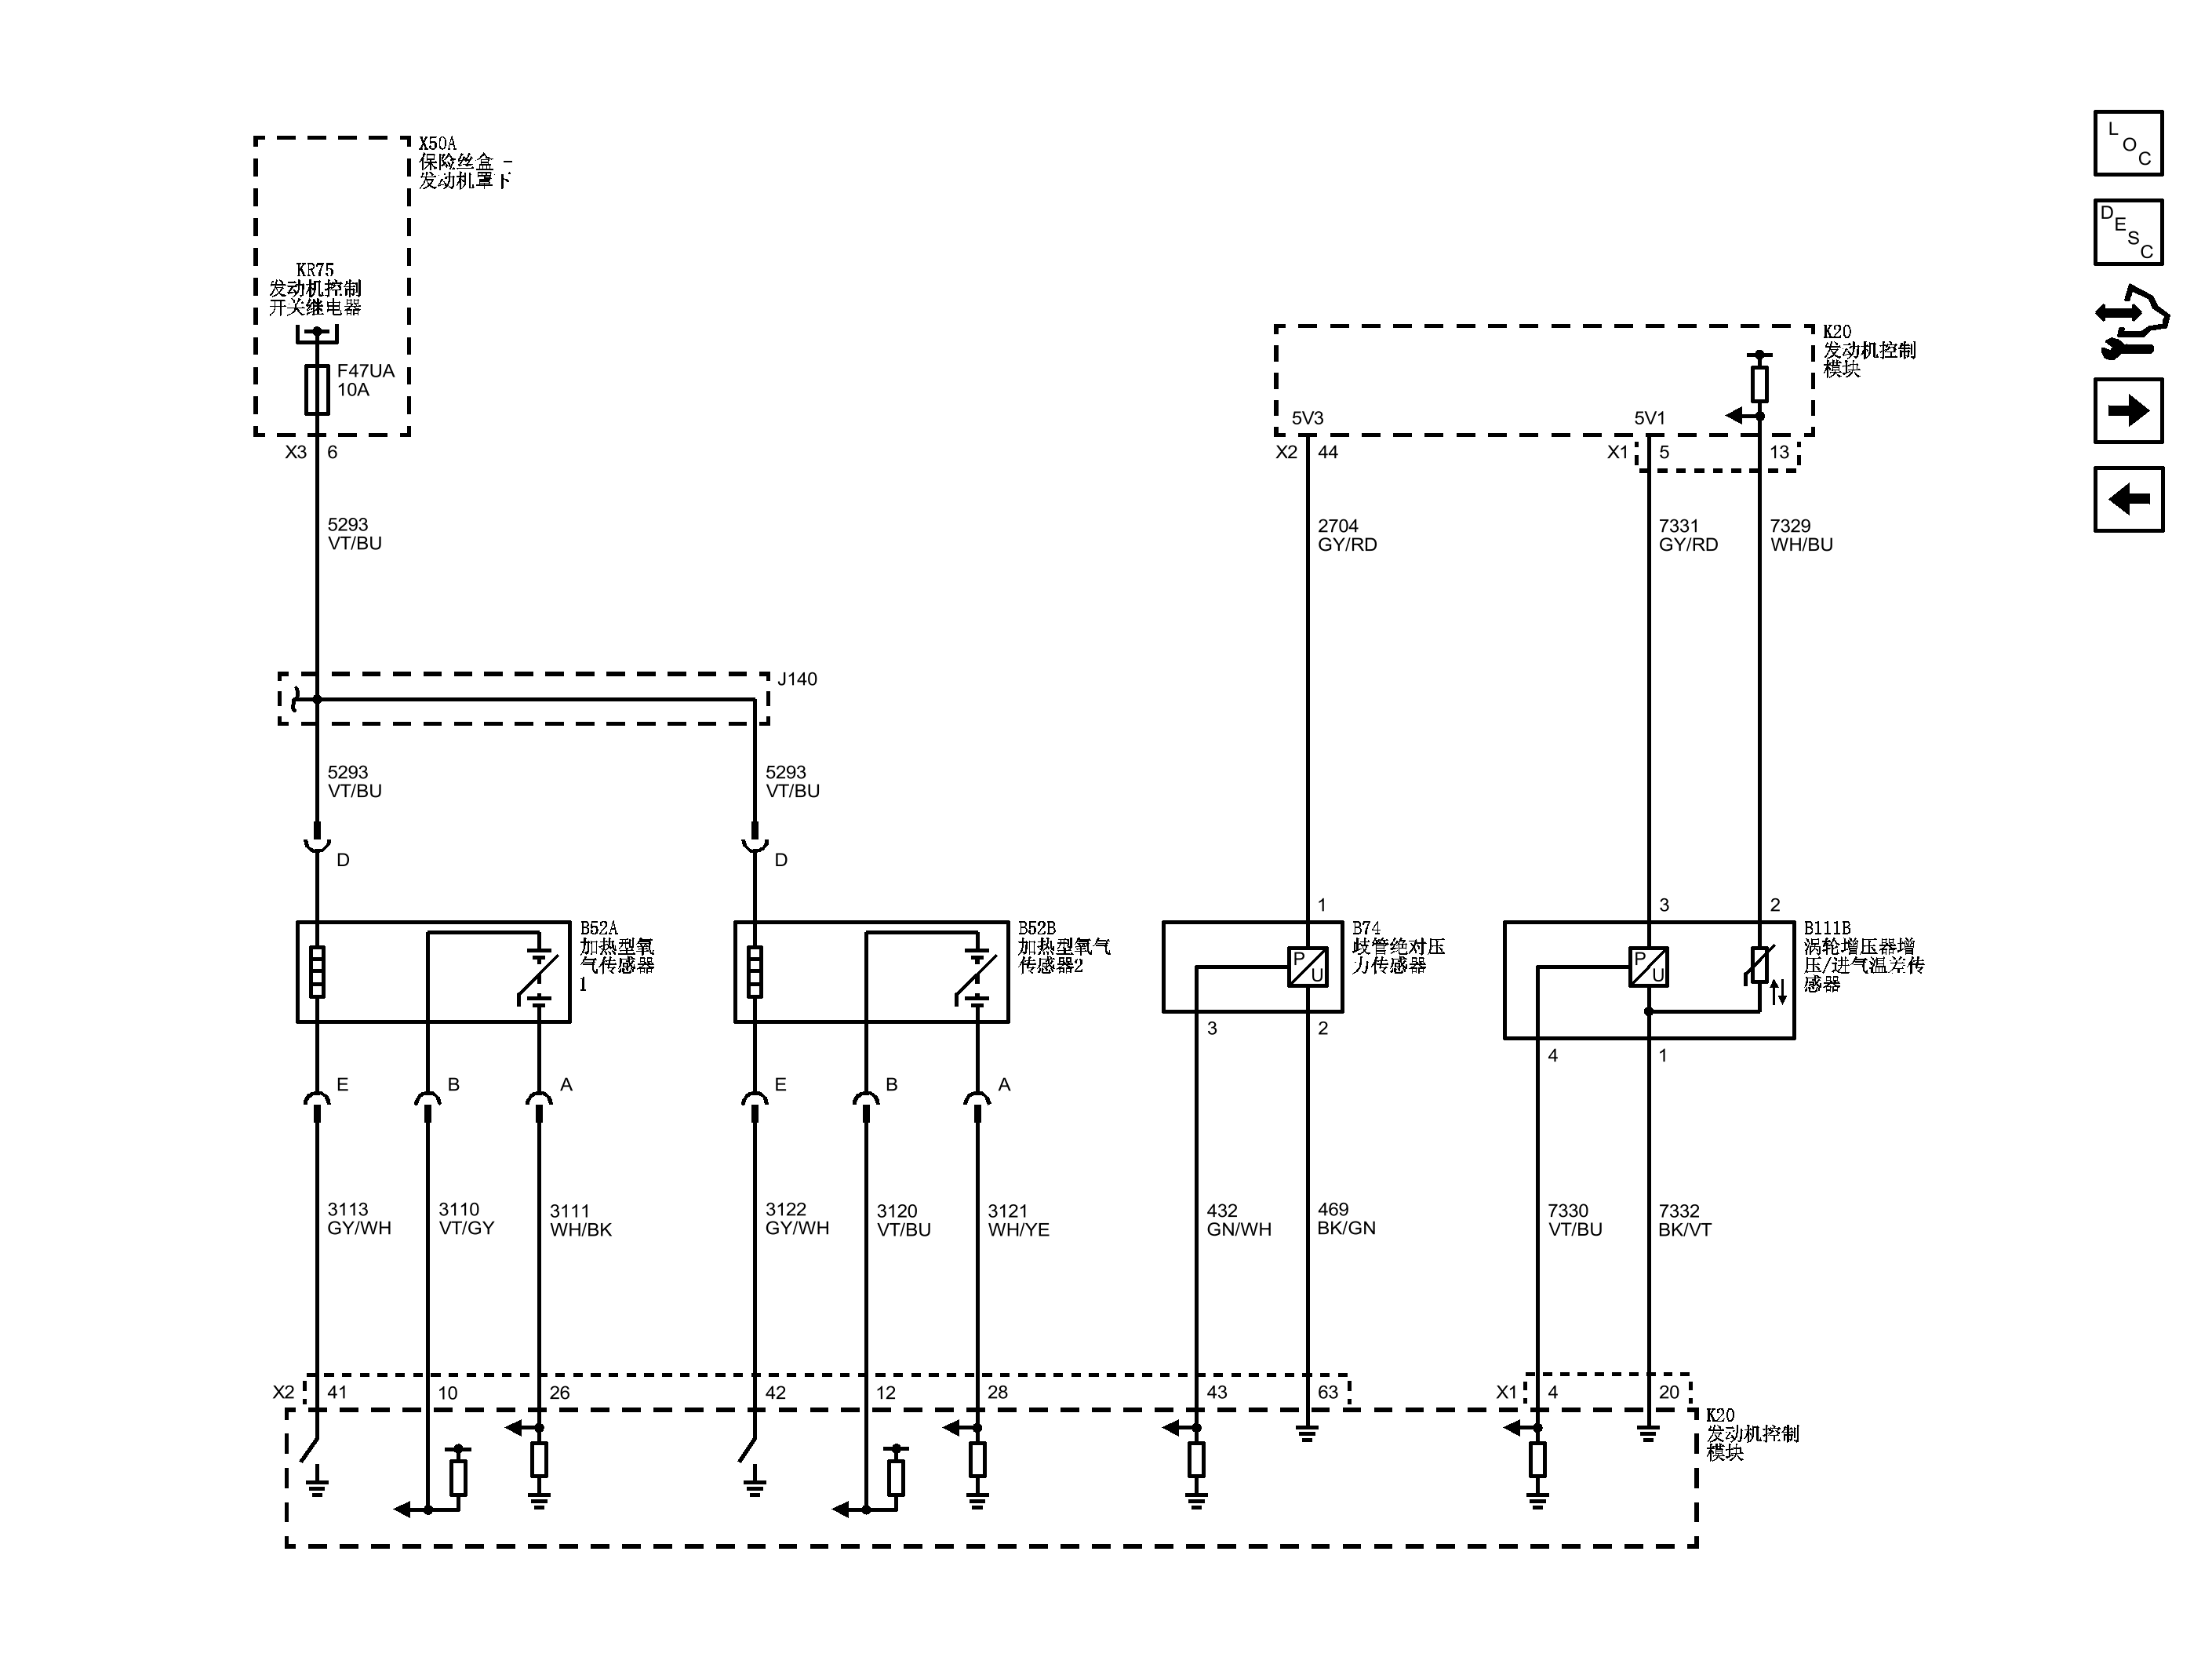 X50A
保险丝盒 -
发动机罩下
KR75
发动机控制
开关继电器
F47UA
10A
X3
6
5293
VT/BU
J140
5293
VT/BU
5293
VT/BU
D
D
B52A
加热型氧
气传感器
1
B52B
加热型氧气
传感器2
E
B
A
E
B
A
3113
GY/WH
3110
VT/GY
3111
WH/BK
3122
GY/WH
3120
VT/BU
3121
WH/YE
K20
发动机控制
模块
5V3
5V1
X2
44
X1
5
13
2704
GY/RD
7331
GY/RD
7329
WH/BU
1
3
2
B74
歧管绝对压
力传感器
P
U
B111B
涡轮增压器增
压/进气温差传
感器
P
U
3
2
4
1
432
GN/WH
469
BK/GN
7330
VT/BU
7332
BK/VT
X2
41
10
26
42
12
28
43
63
X1
4
20
K20
发动机控制
模块
LOC
DESC